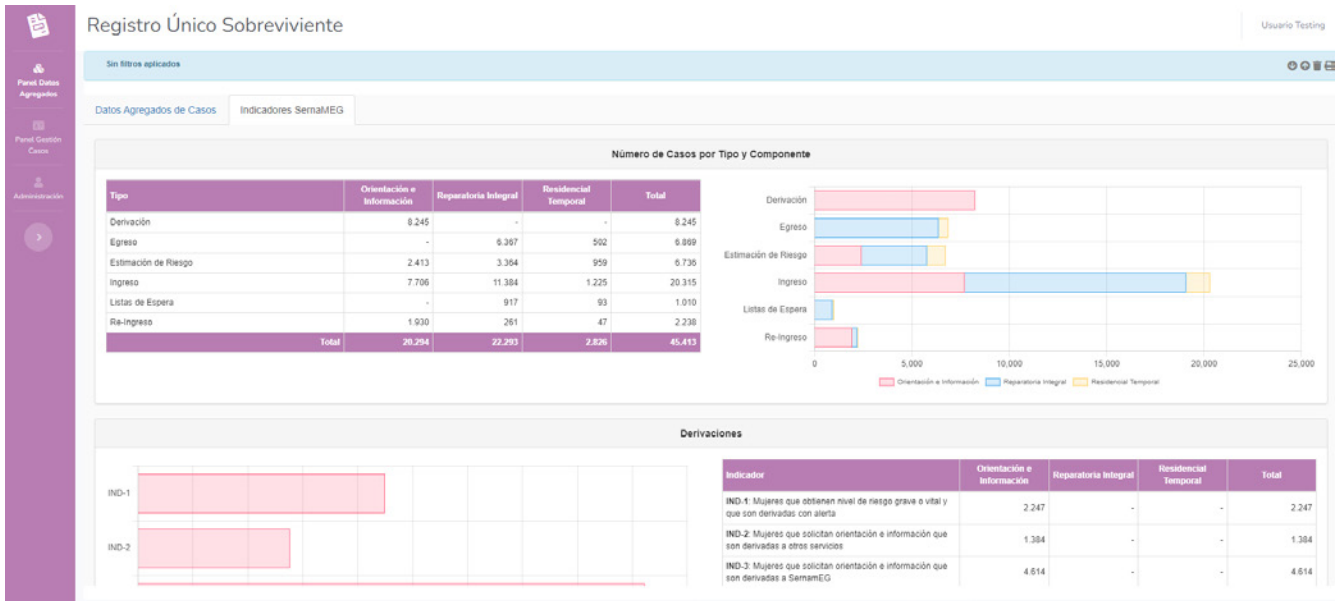 Registro Único Sobreviviente
Usuario Testing
Sin filtros aplicados
Panel Datos
Agregados
Panel Gestión
Casos
Administración
Datos Agregados de Casos Indicadores SernaMEG
Número de Casos por Tipo y Componente
Tipo Orientación e Información Reparatoria Integral Residencial Temporal Total
Derivación 8.245 - - 8.245
Egreso - 6.367 502 6.869
Estimación de Riesgo 2.413 3.364 959 6.736
Ingreso 7.706 11.384 1.225 20.315
Listas de Espera - 917 93 1.010
Re-Ingreso 1.930 261 47 2.238
Total 20.294 22.293 2.826 45.413
Derivación
Egreso
Estimación de Riesgo
Ingreso
Listas de Espera
Re-Ingreso
0 5,000 10,000 15,000 20,000 25,000
Orientación e Información Reparatoria Integral Residencial Temporal
Derivaciones
IND-1
IND-2
Indicador Orientación e Información Reparatoria Integral Residencial Temporal Total
IND-1: Mujeres que obtienen nivel de riesgo grave o vital y
que son derivadas con alerta 2.247 - - 2.247
IND-2: Mujeres que solicitan orientación e información que
son derivadas a otros servicios 1.384 - - 1.384
IND-3: Mujeres que solicitan orientación e información que
son derivadas a SernamEG 4.614 - - 4.614